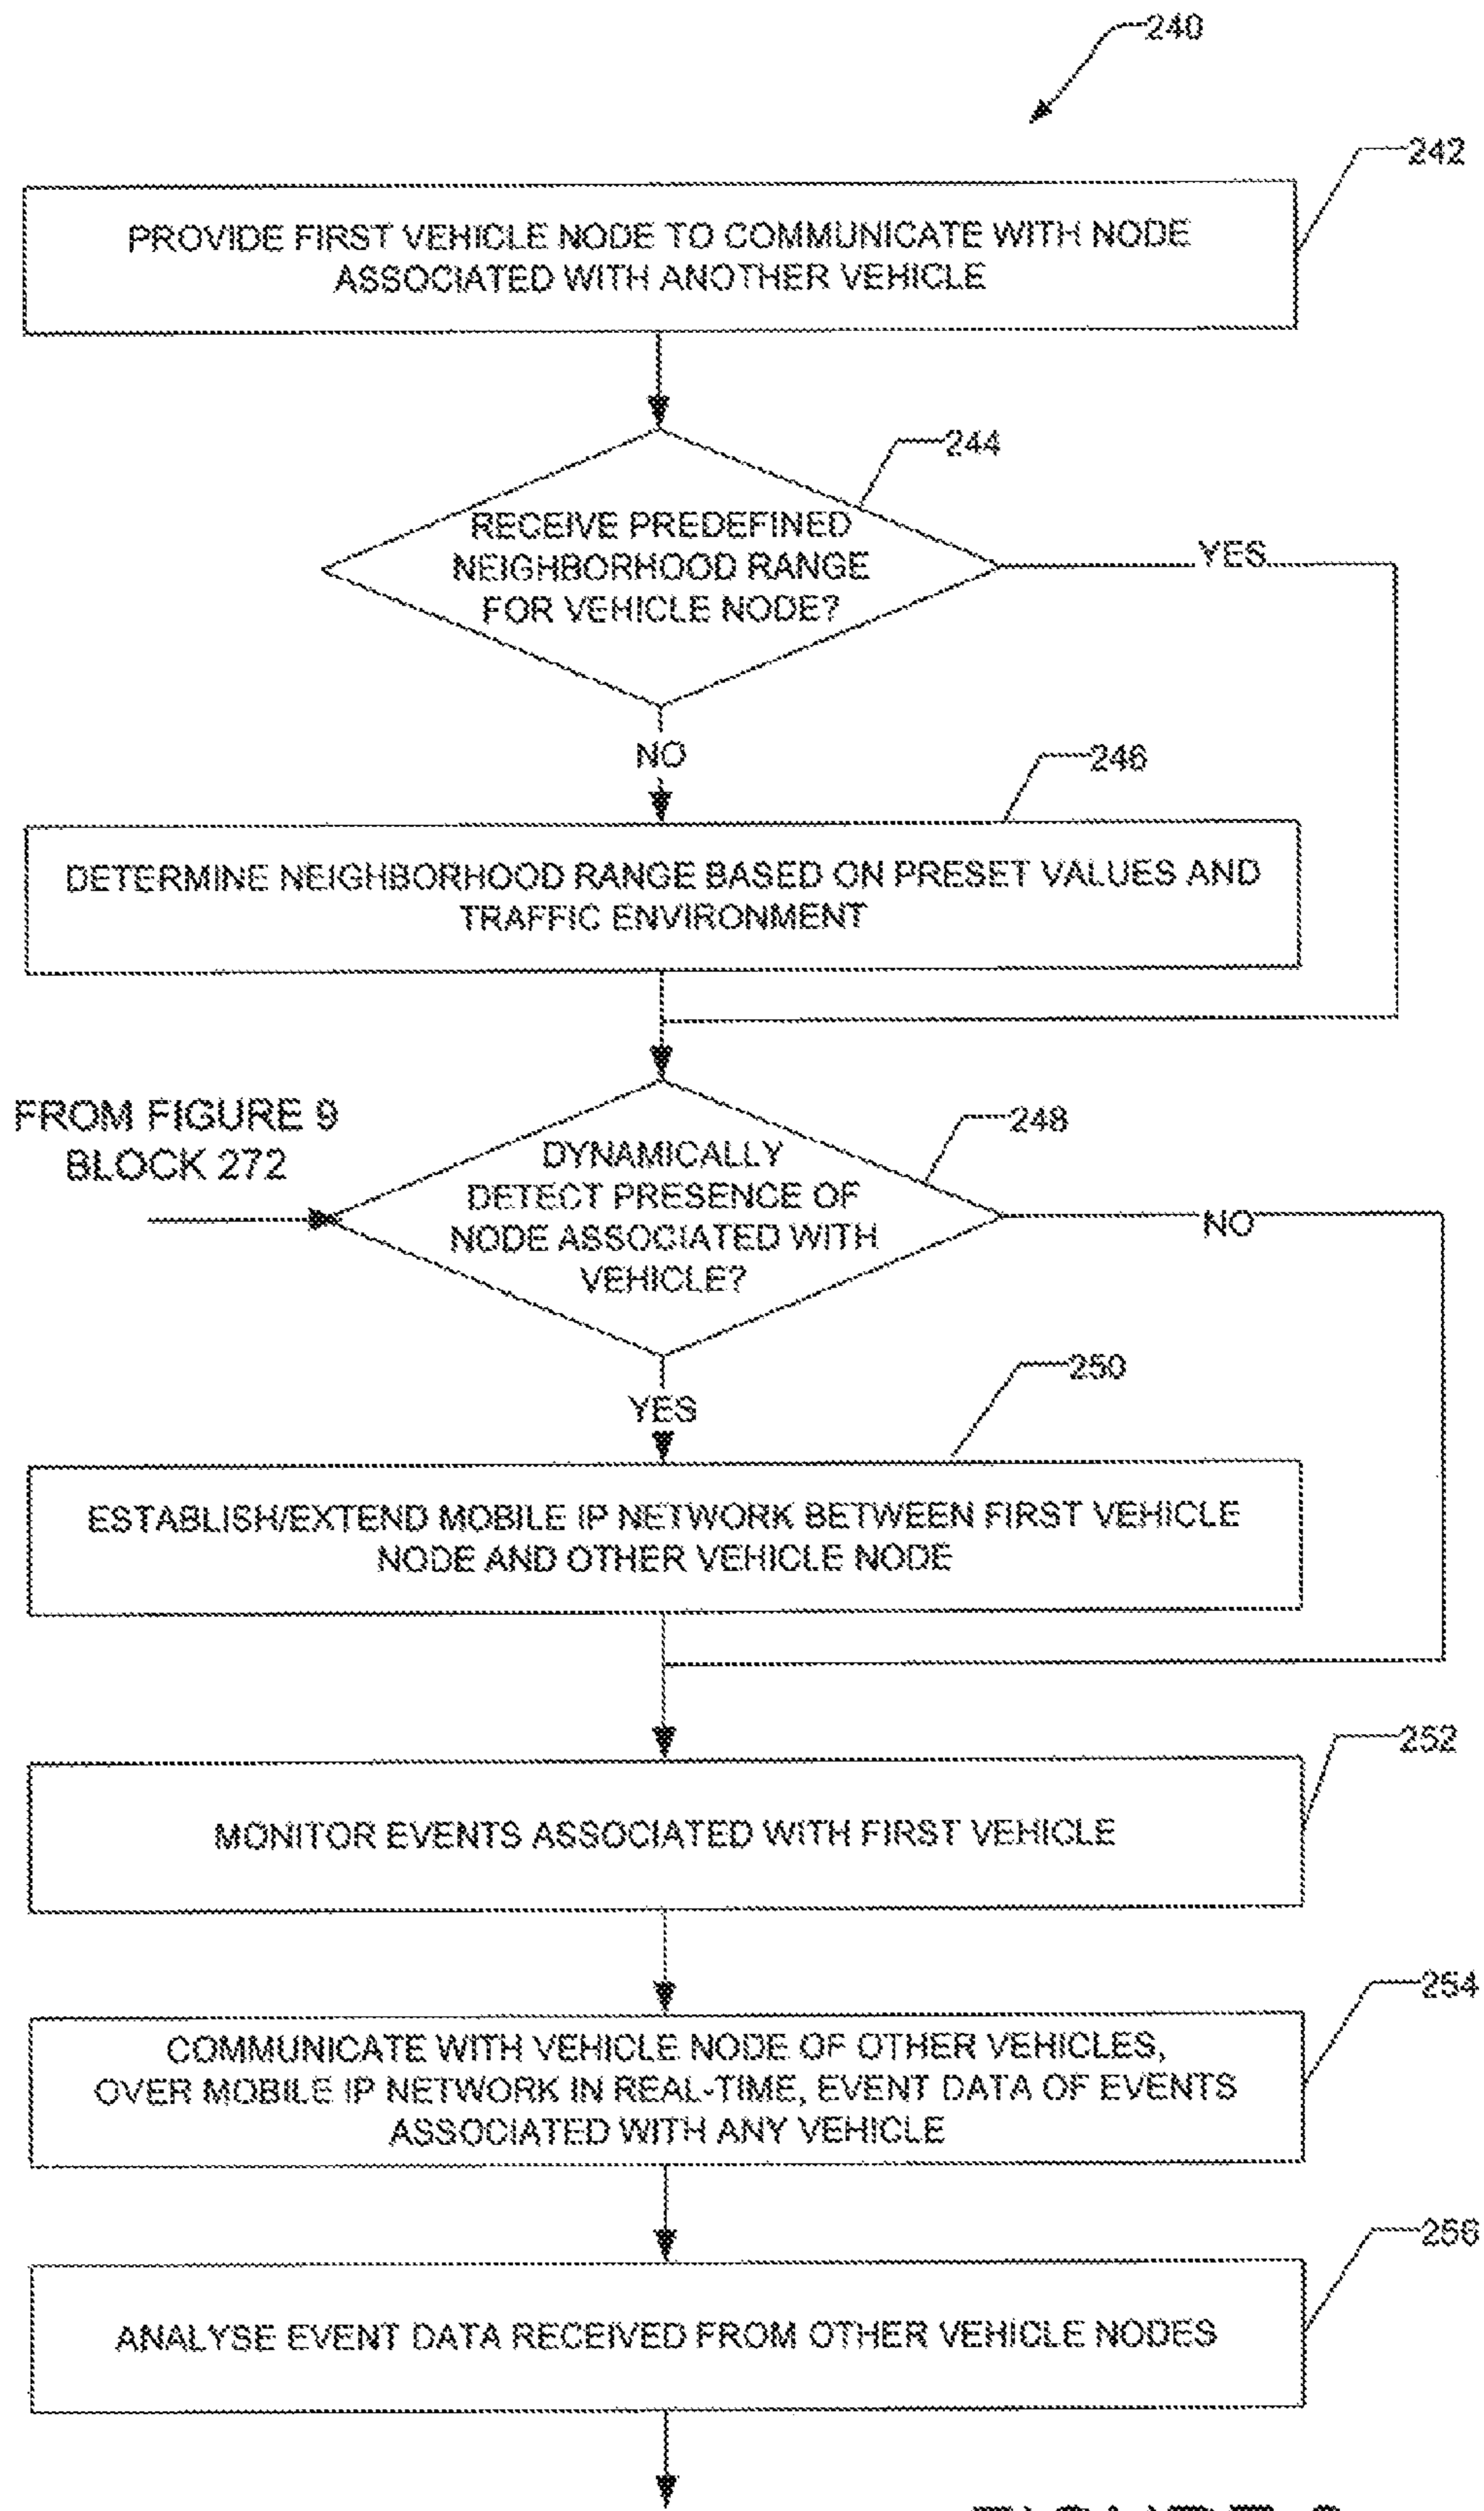 240
242
PROVIDE FIRST VEHICLE NODE TO COMMUNICATE WITH NODE
ASSOCIATED WITH ANOTHER VEHICLE
244
RECEIVE PREDEFINED
NEIGHBORHOOD RANGE
FOR VEHICLE NODE?
YES
NO
246
DETERMINE NEIGHBORHOOD RANGE BASED ON PRESET VALUES AND
TRAFFIC ENVIRONMENT
FROM FIGURE 9
BLOCK 272
248
DYNAMICALLY
DETECT PRESENCE OF
NODE ASSOCIATED WITH
VEHICLE?
NO
YES
250
ESTABLISH/EXTEND MOBILE IP NETWORK BETWEEN FIRST VEHICLE
NODE AND OTHER VEHICLE NODE
252
MONITOR EVENTS ASSOCIATED WITH FIRST VEHICLE
254
COMMUNICATE WITH VEHICLE NODE OF OTHER VEHICLES,
OVER MOBILE IP NETWORK IN REAL-TIME, EVENT DATA OF EVENTS
ASSOCIATED WITH ANY VEHICLE
256
ANALYSE EVENT DATA RECEIVED FROM OTHER VEHICLE NODES